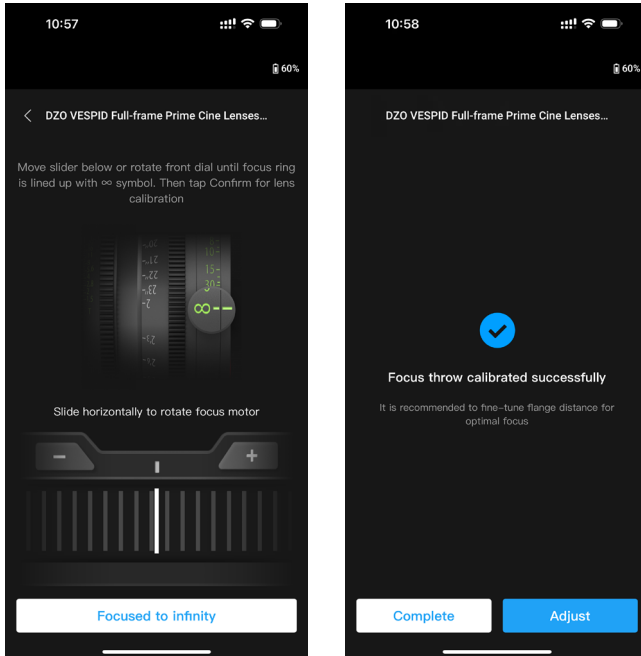 10:57
60%
DZO VESPID Full-frame Prime Cine Lenses...
Move slider below or rotate front dial until focus ring
is lined up with ∞ symbol. Then tap Confirm for lens
calibration
10
15
30
∞
Slide horizontally to rotate focus motor
−
+
Focused to infinity
10:58
60%
DZO VESPID Full-frame Prime Cine Lenses...
Focus throw calibrated successfully
It is recommended to fine-tune flange distance for
optimal focus
Complete
Adjust